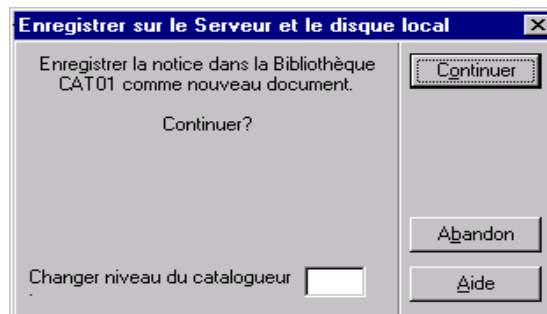 Enregistrer sur le Serveur et le disque local
Enregistrer la notice dans la Bibliothèque
CAT01 comme nouveau document.
Continuer?
Continuer
Abandon
Changer niveau du catalogueur
Aide